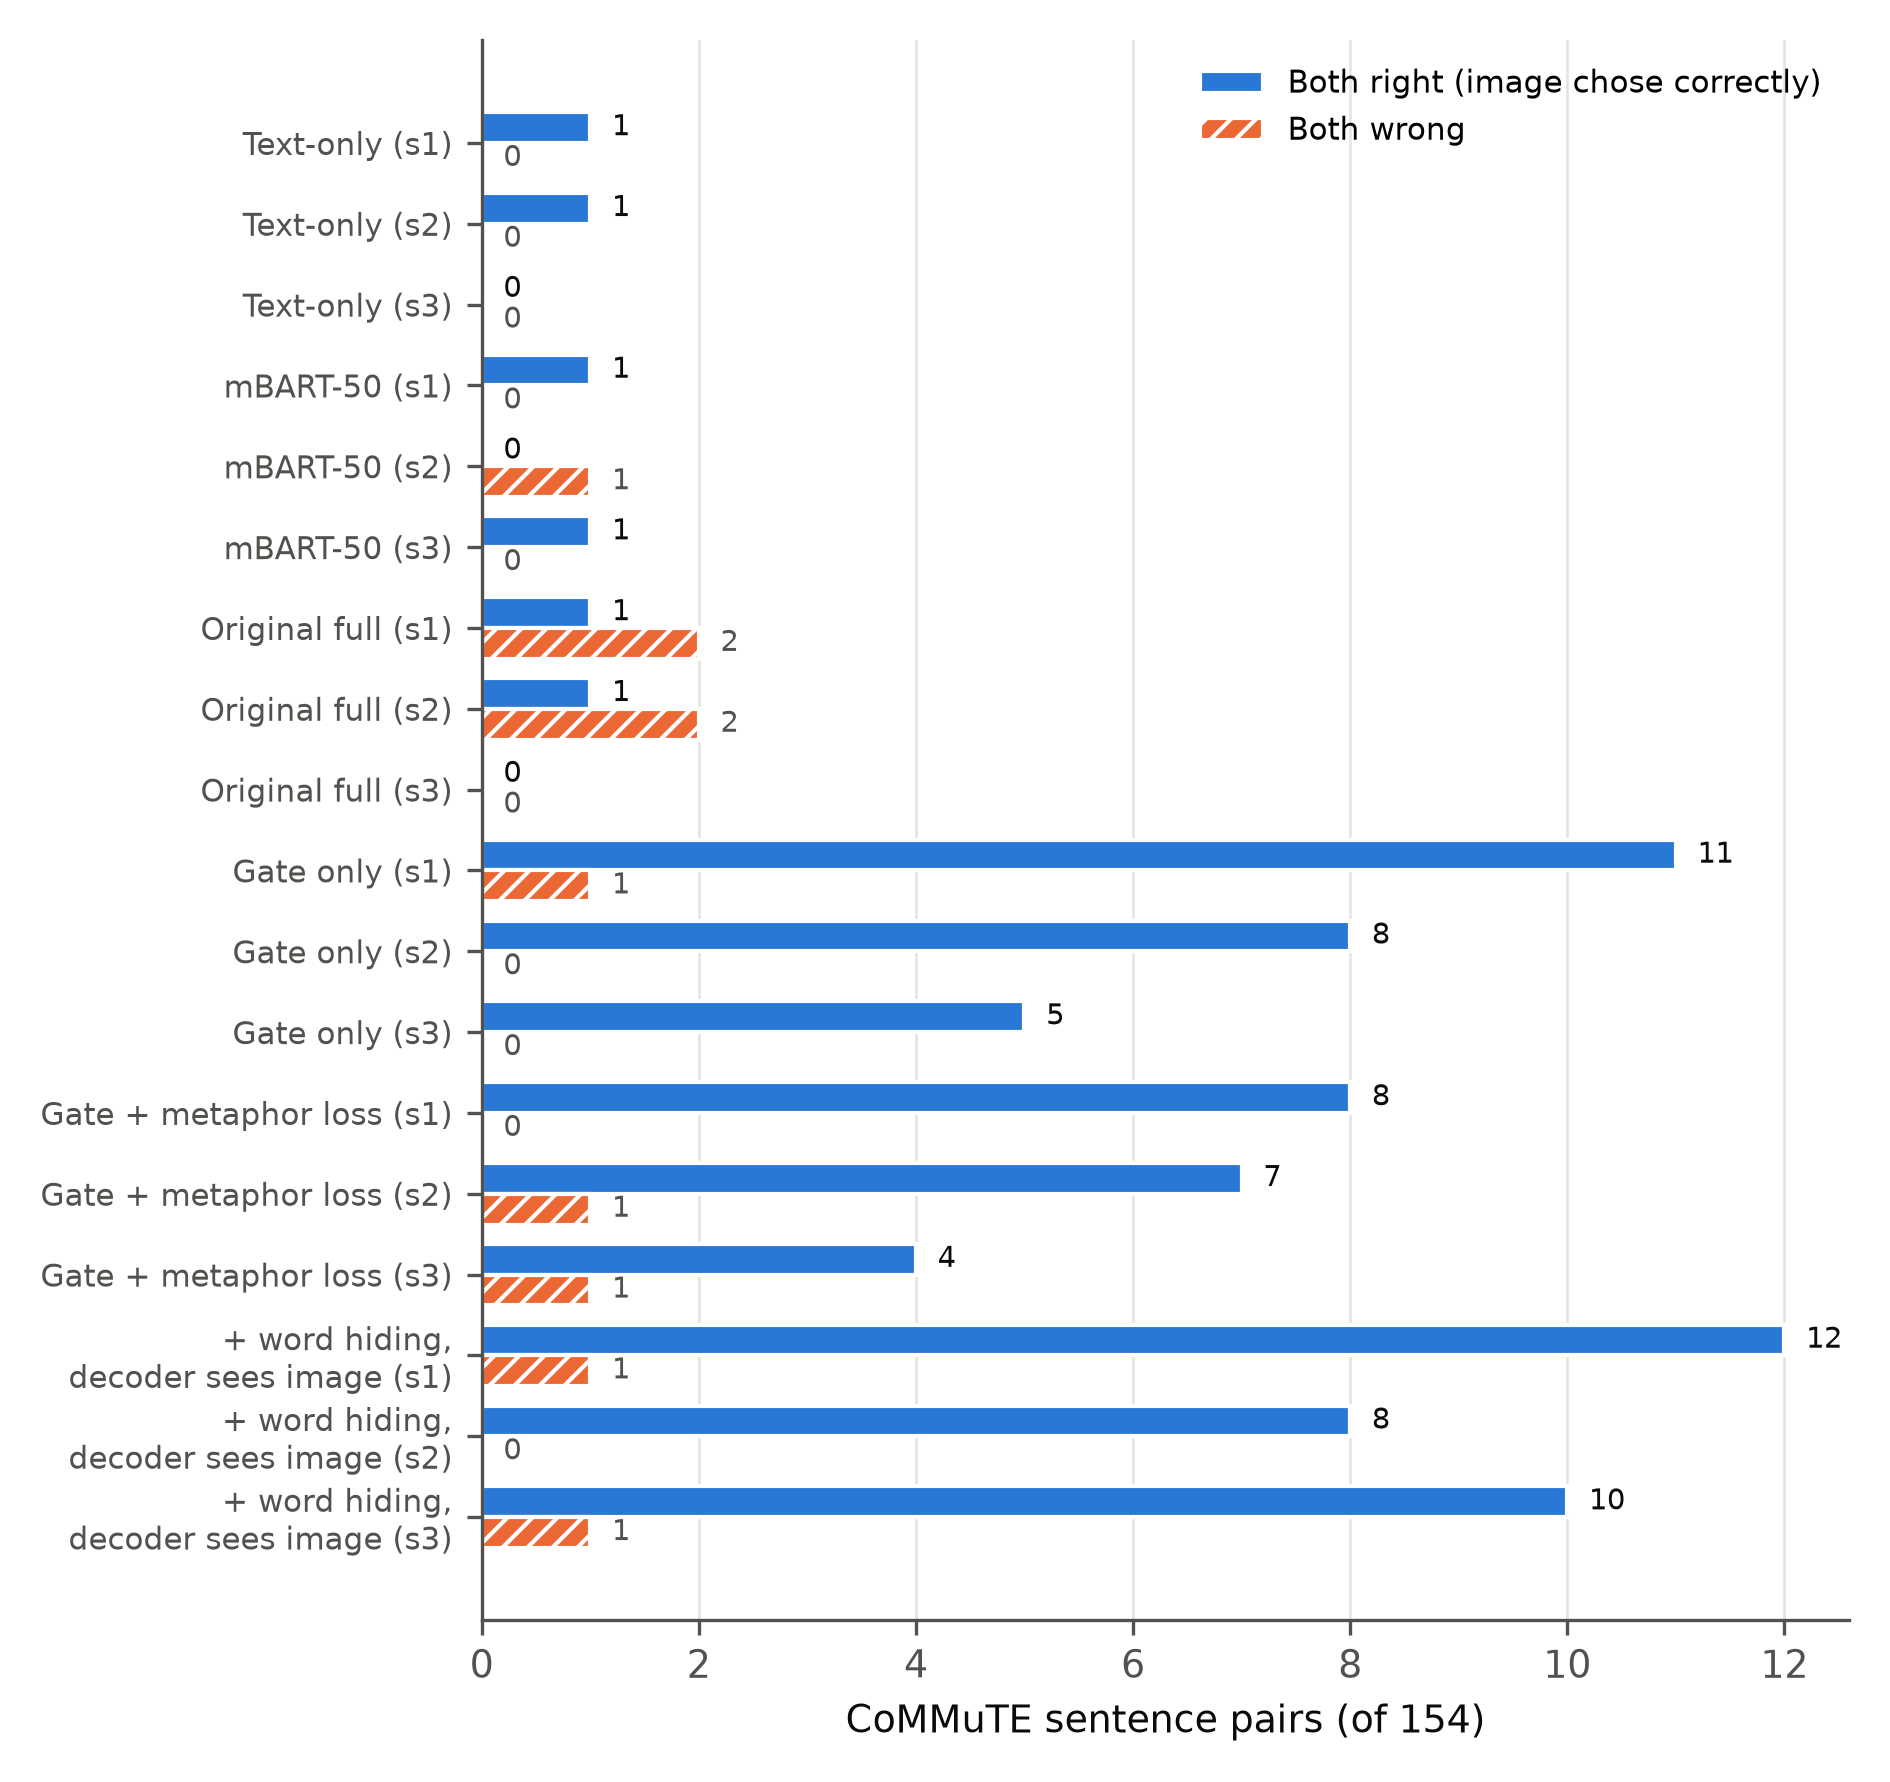 Both right (image chose correctly)
Both wrong
Text-only (s1)
1
0
Text-only (s2)
1
0
Text-only (s3)
0
0
mBART-50 (s1)
1
0
mBART-50 (s2)
0
1
mBART-50 (s3)
1
0
Original full (s1)
1
2
Original full (s2)
1
2
Original full (s3)
0
0
Gate only (s1)
11
1
Gate only (s2)
8
0
Gate only (s3)
5
0
Gate + metaphor loss (s1)
8
0
Gate + metaphor loss (s2)
7
1
Gate + metaphor loss (s3)
4
1
+ word hiding,
decoder sees image (s1)
12
1
+ word hiding,
decoder sees image (s2)
8
0
+ word hiding,
decoder sees image (s3)
10
1
0 2 4 6 8 10 12
CoMMuTE sentence pairs (of 154)